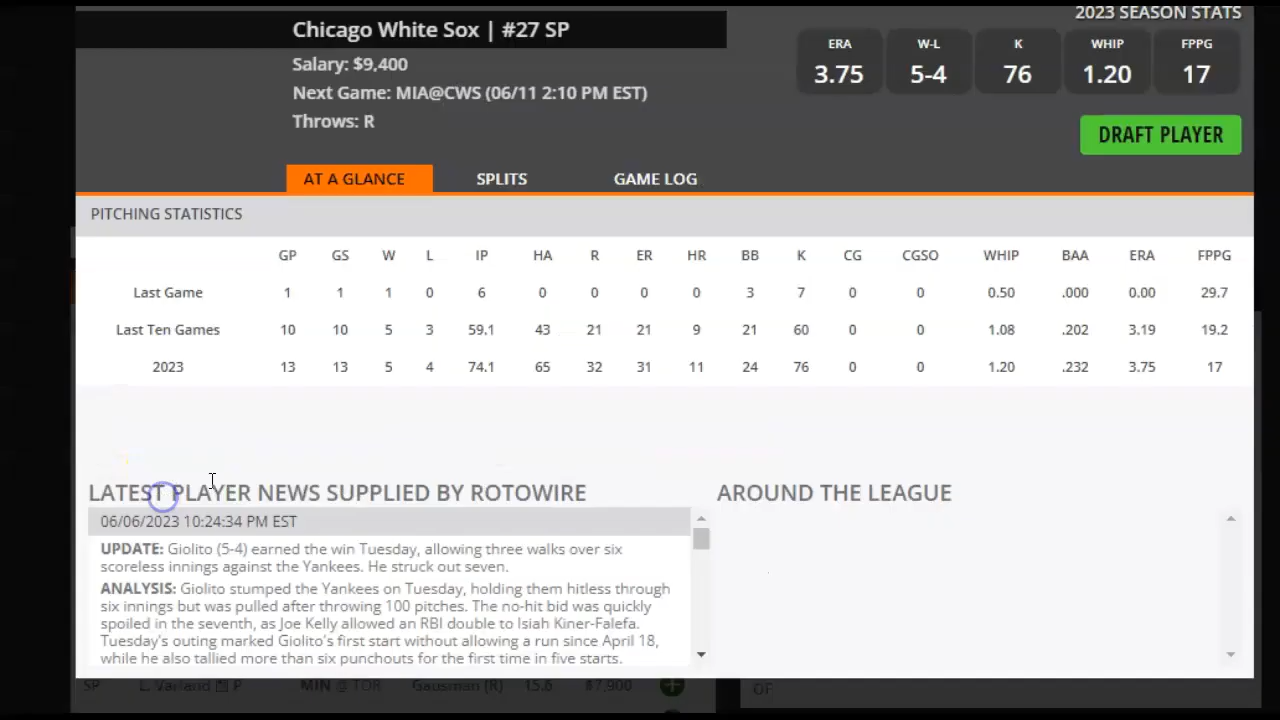 2023 SEASON STATS
Chicago White Sox | #27 SP
Salary: $9,400
Next Game: MIA@CWS (06/11 2:10 PM EST)
Throws: R
ERA W-L K WHIP FPPG
3.75 5-4 76 1.20 17
DRAFT PLAYER
AT A GLANCE SPLITS GAME LOG
PITCHING STATISTICS
GP GS W L IP HA R ER HR BB K CG CGSO WHIP BAA ERA FPPG
Last Game 1 1 1 0 6 0 0 0 0 3 7 0 0 0.50 .000 0.00 29.7
Last Ten Games 10 10 5 3 59.1 43 21 21 9 21 60 0 0 1.08 .202 3.19 19.2
2023 13 13 5 4 74.1 65 32 31 11 24 76 0 0 1.20 .232 3.75 17
LATEST PLAYER NEWS SUPPLIED BY ROTOWIRE
06/06/2023 10:24:34 PM EST
UPDATE: Giolito (5-4) earned the win Tuesday, allowing three walks over six
scoreless innings against the Yankees. He struck out seven.
ANALYSIS: Giolito stumped the Yankees on Tuesday, holding them hitless through
six innings but was pulled after throwing 100 pitches. The no-hit bid was quickly
spoiled in the seventh, as Joe Kelly allowed an RBI double to Isiah Kiner-Falefa.
Tuesday's outing marked Giolito's first start without allowing a run since April 18,
while he also tallied more than six punchouts for the first time in five starts.
AROUND THE LEAGUE
SP L. Varland P MIN @ TOR Gausman (R) 15.6 $7,900
OF